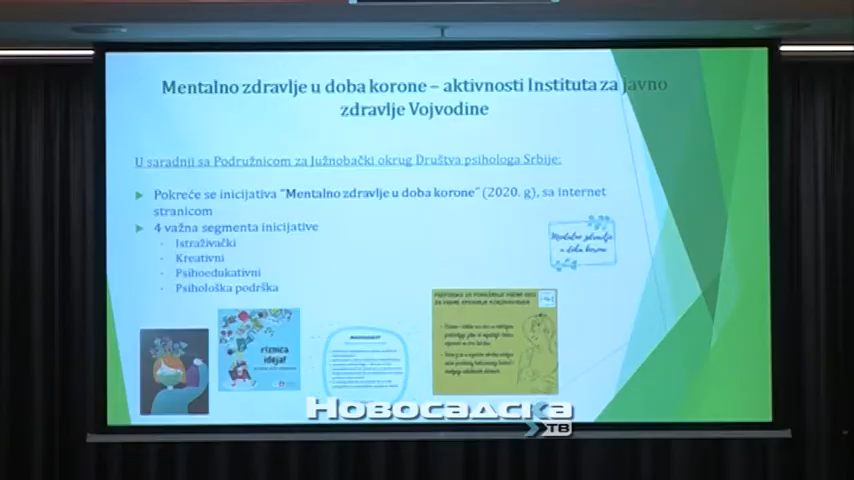 Mentalno zdravlje u doba korone – aktivnosti Instituta za javno
zdravlje Vojvodine
U saradnji sa Podružnicom za Južnobački okrug Društva psihologa Srbije:
Pokreće se inicijativa "Mentalno zdravlje u doba korone" (2020. g), sa internet
stranicom
4 važna segmenta inicijative
Istraživački
Kreativni
Psihoedukativni
Psihološka podrška
Mentalno zdravlje
u doba korone
riznica
ideja!
Новосадска
ТВ